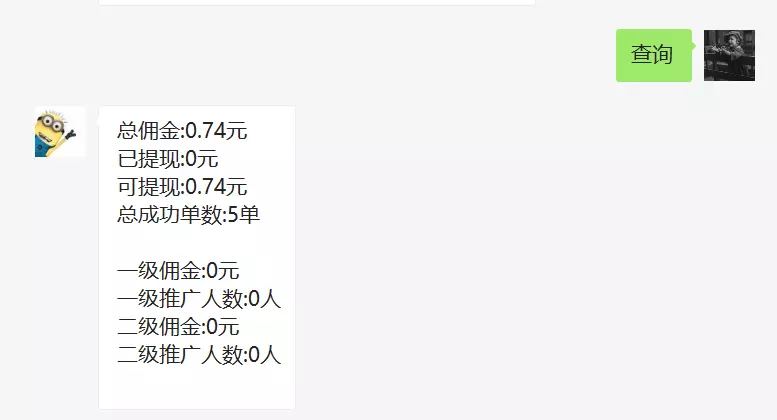 查询
总佣金:0.74元
已提现:0元
可提现:0.74元
总成功单数:5单
一级佣金:0元
一级推广人数:0人
二级佣金:0元
二级推广人数:0人